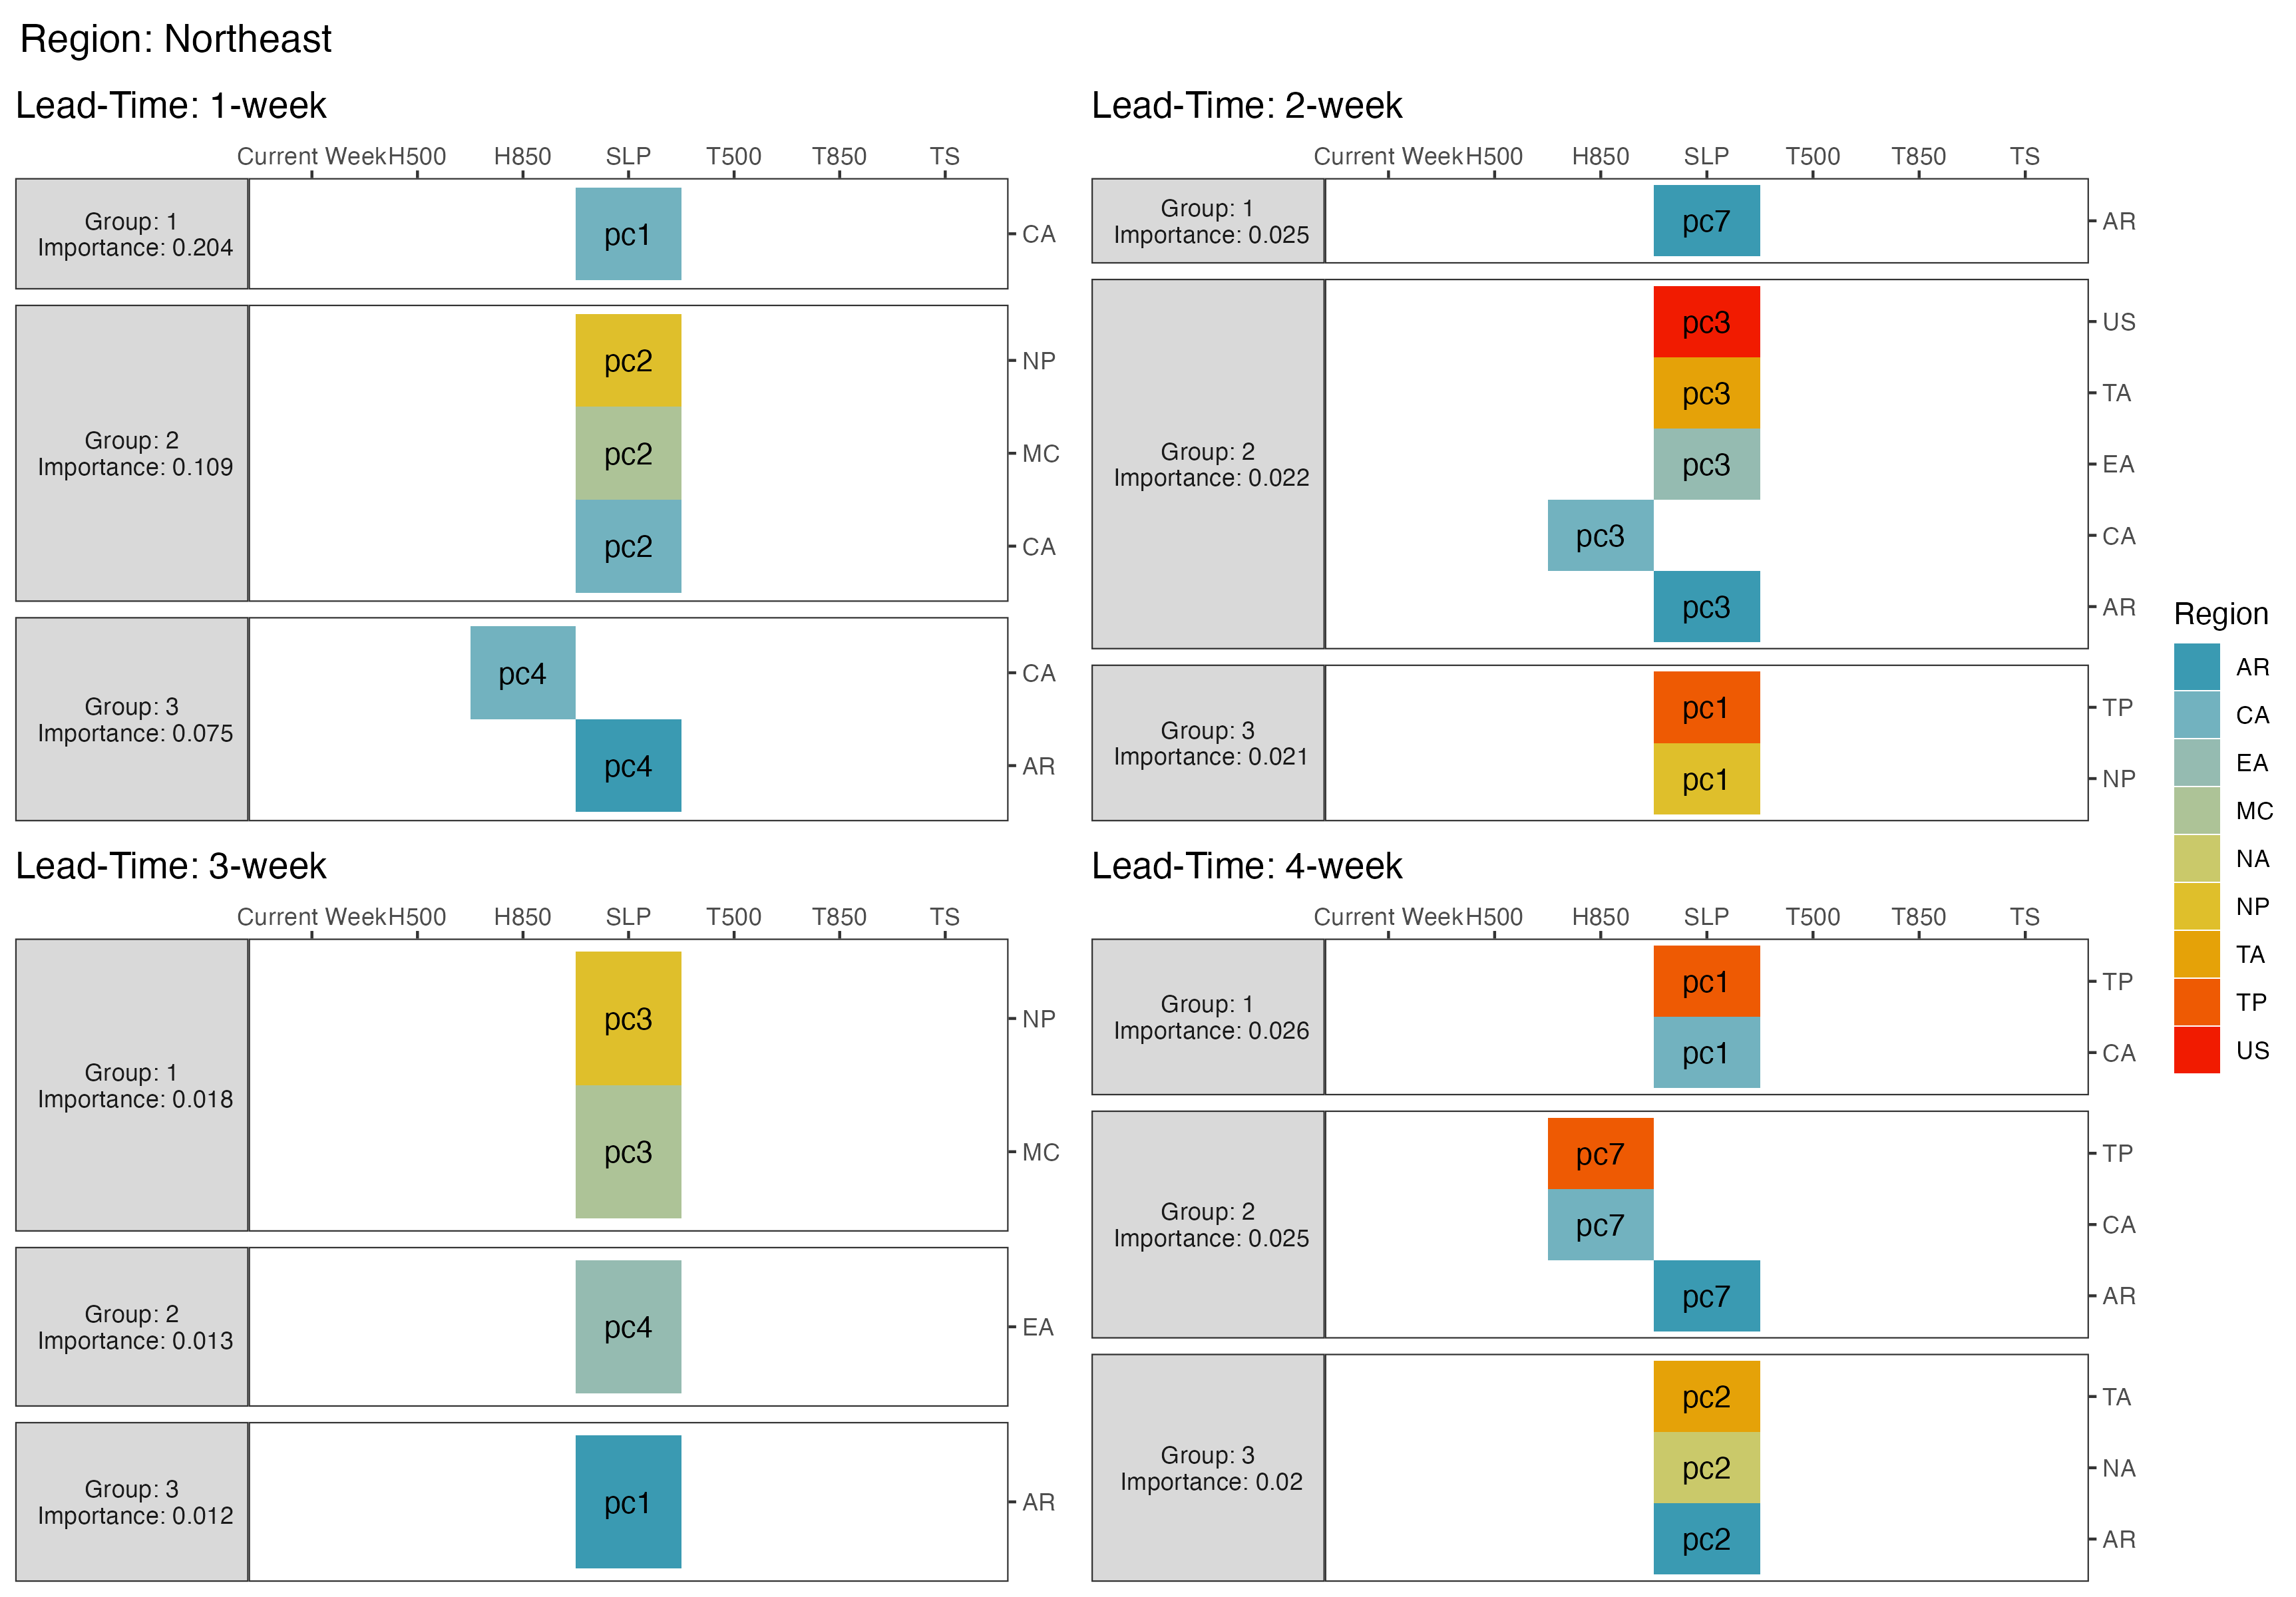 Region: Northeast
Lead-Time: 1-week
Current Week H500 H850 SLP T500 T850 TS
Group: 1
Importance: 0.204
pc1 CA
Group: 2
Importance: 0.109
pc2 NP
pc2 MC
pc2 CA
Group: 3
Importance: 0.075
pc4 CA
pc4 AR
Lead-Time: 2-week
Current Week H500 H850 SLP T500 T850 TS
Group: 1
Importance: 0.025
pc7 AR
Group: 2
Importance: 0.022
pc3 US
pc3 TA
pc3 EA
pc3 CA
pc3 AR
Group: 3
Importance: 0.021
pc1 TP
pc1 NP
Lead-Time: 3-week
Current Week H500 H850 SLP T500 T850 TS
Group: 1
Importance: 0.018
pc3 NP
pc3 MC
Group: 2
Importance: 0.013
pc4 EA
Group: 3
Importance: 0.012
pc1 AR
Lead-Time: 4-week
Current Week H500 H850 SLP T500 T850 TS
Group: 1
Importance: 0.026
pc1 TP
pc1 CA
Group: 2
Importance: 0.025
pc7 TP
pc7 CA
pc7 AR
Group: 3
Importance: 0.02
pc2 TA
pc2 NA
pc2 AR
Region
AR
CA
EA
MC
NA
NP
TA
TP
US